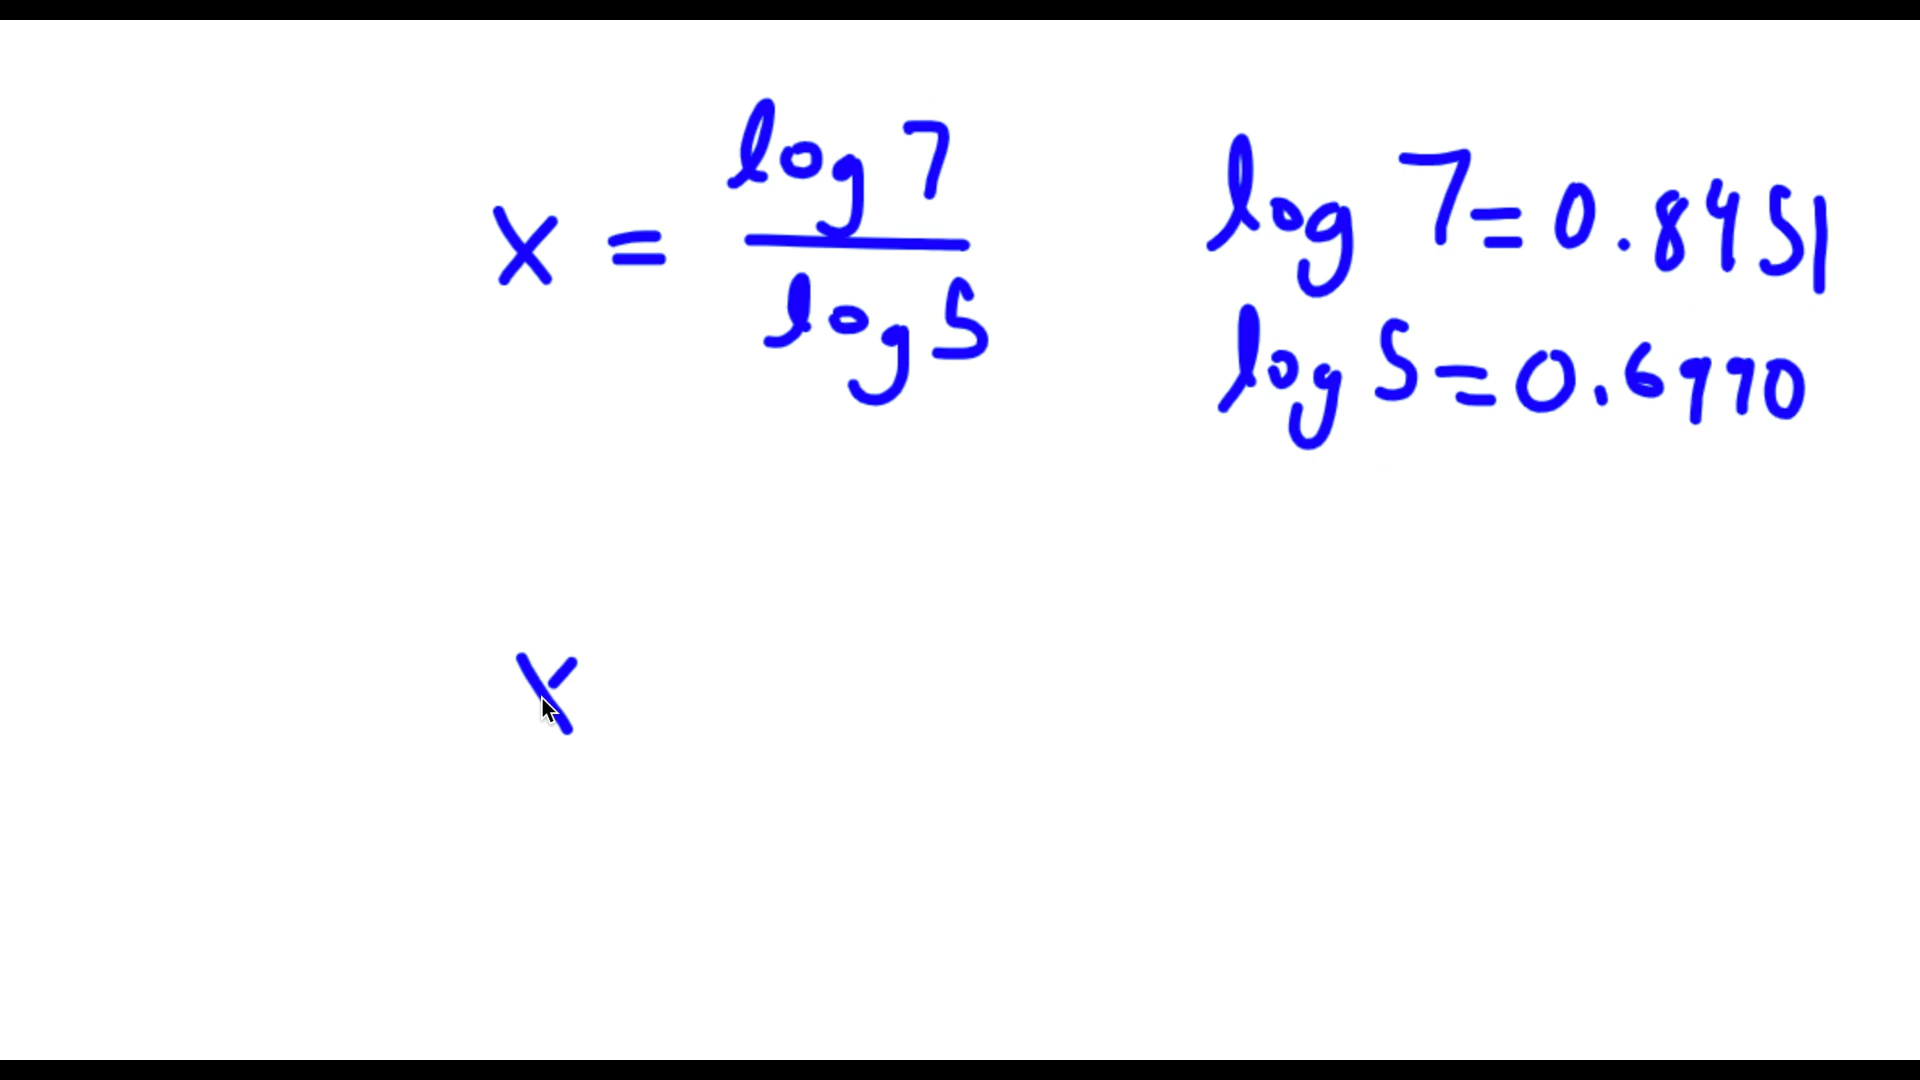 x = log 7 / log 5
log 7 = 0.8451
log 5 = 0.6990
x